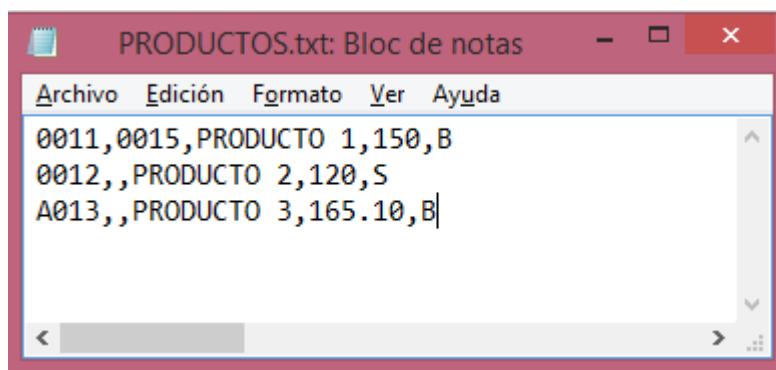 PRODUCTOS.txt: Bloc de notas
Archivo Edición Formato Ver Ayuda
0011,0015,PRODUCTO 1,150,B
0012,,PRODUCTO 2,120,S
A013,,PRODUCTO 3,165.10,B